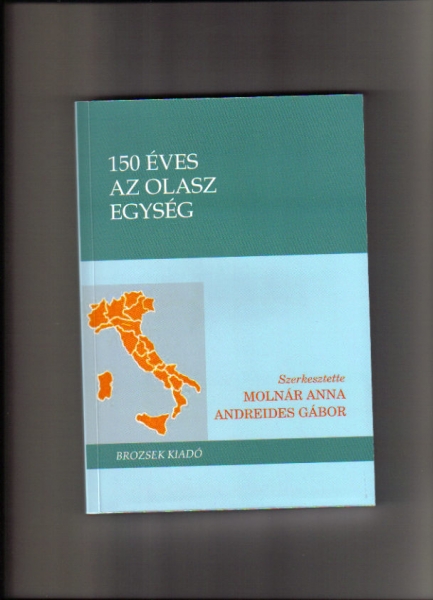 150 ÉVES
AZ OLASZ
EGYSÉG
Szerkesztette
MOLNÁR ANNA
ANDREIDES GÁBOR
BROZSEK KIADÓ